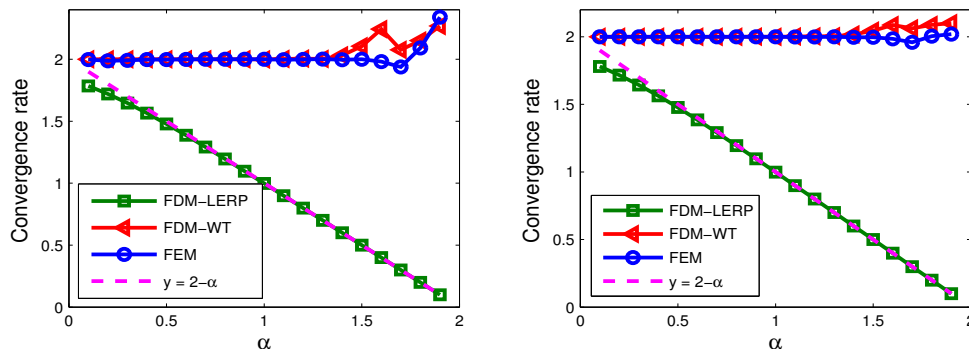 2
1.5
1
0.5
0
Convergence rate
FDM−LERP
FDM−WT
FEM
y = 2−α
0 0.5 1 1.5 2
α
2
1.5
1
0.5
0
Convergence rate
FDM−LERP
FDM−WT
FEM
y = 2−α
0 0.5 1 1.5 2
α